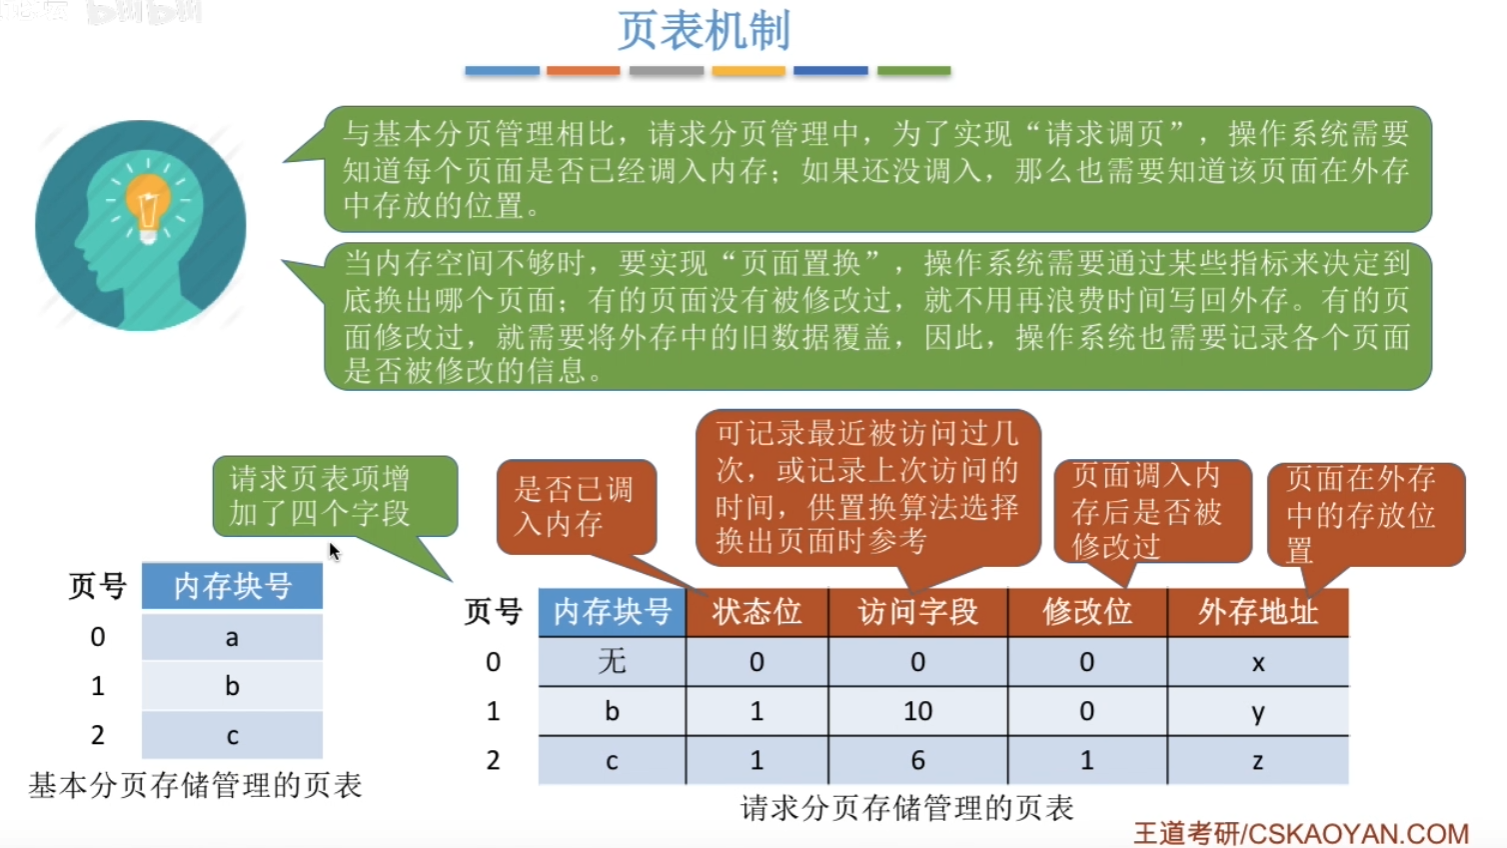 页表机制
与基本分页管理相比，请求分页管理中，为了实现“请求调页”，操作系统需要
知道每个页面是否已经调入内存；如果还没调入，那么也需要知道该页面在外存
中存放的位置。
当内存空间不够时，要实现“页面置换”，操作系统需要通过某些指标来决定到
底换出哪个页面；有的页面没有被修改过，就不用再浪费时间写回外存。有的页
面修改过，就需要将外存中的旧数据覆盖，因此，操作系统也需要记录各个页面
是否被修改的信息。
请求页表项增
加了四个字段
是否已调
入内存
可记录最近被访问过几
次，或记录上次访问的
时间，供置换算法选择
换出页面时参考
页面调入内
存后是否被
修改过
页面在外存
中的存放位
置
页号 内存块号
0 a
1 b
2 c
基本分页存储管理的页表
页号 内存块号 状态位 访问字段 修改位 外存地址
0 无 0 0 0 x
1 b 1 10 0 y
2 c 1 6 1 z
请求分页存储管理的页表
王道考研/CSKAOYAN.COM